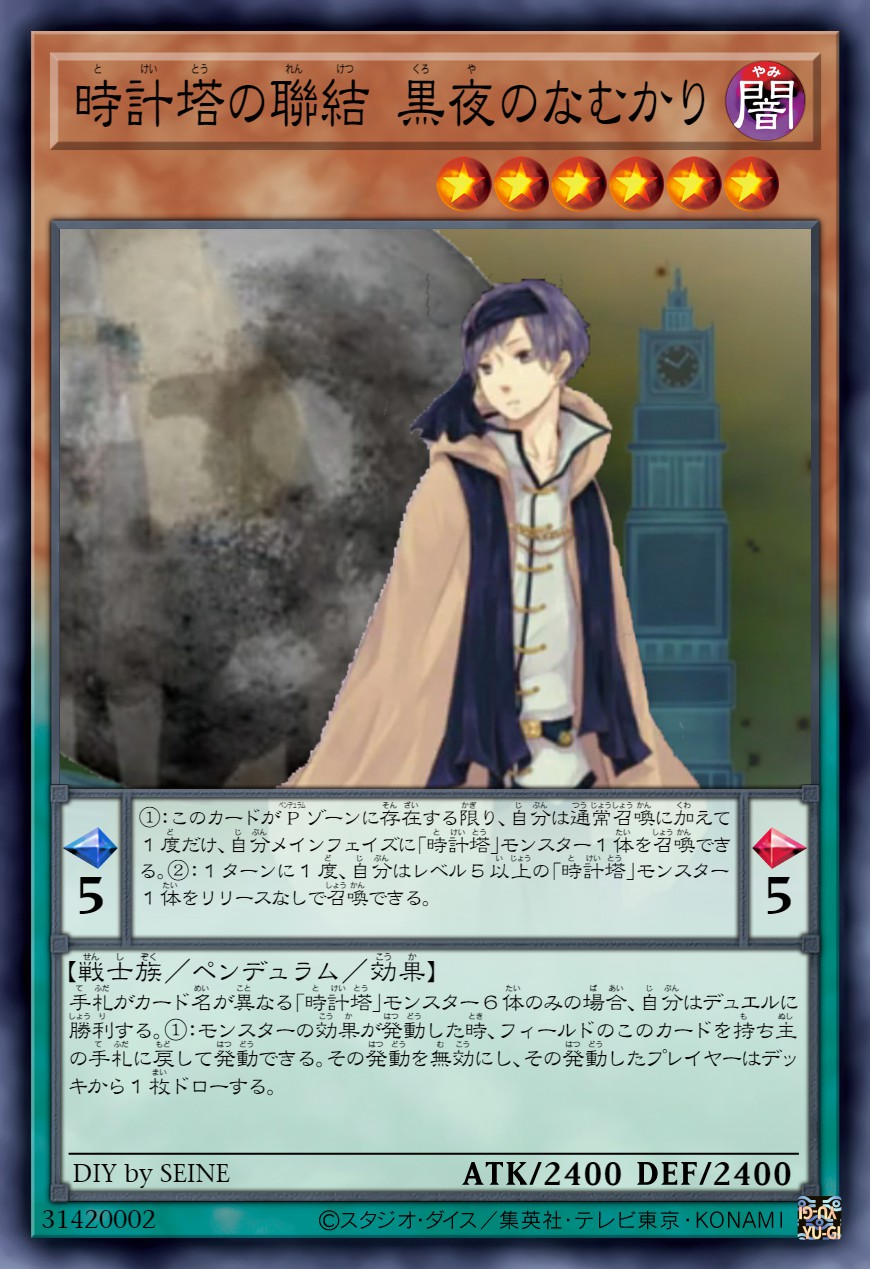 時計塔の聯結 黒夜のなむかり
闇
①:このカードがＰゾーンに存在する限り、自分は通常召喚に加えて
１度だけ、自分メインフェイズに「時計塔」モンスター１体を召喚でき
る。②:１ターンに１度、自分はレベル５以上の「時計塔」モンスター
１体をリリースなしで召喚できる。
5
5
【戦士族／ペンデュラム／効果】
手札がカード名が異なる「時計塔」モンスター６体のみの場合、自分はデュエルに
勝利する。①:モンスターの効果が発動した時、フィールドのこのカードを持ち主
の手札に戻して発動できる。その発動を無効にし、その発動したプレイヤーはデッ
キから１枚ドローする。
DIY by SEINE
ATK/2400 DEF/2400
31420002
©スタジオ・ダイス／集英社・テレビ東京・KONAMI
YU-GI